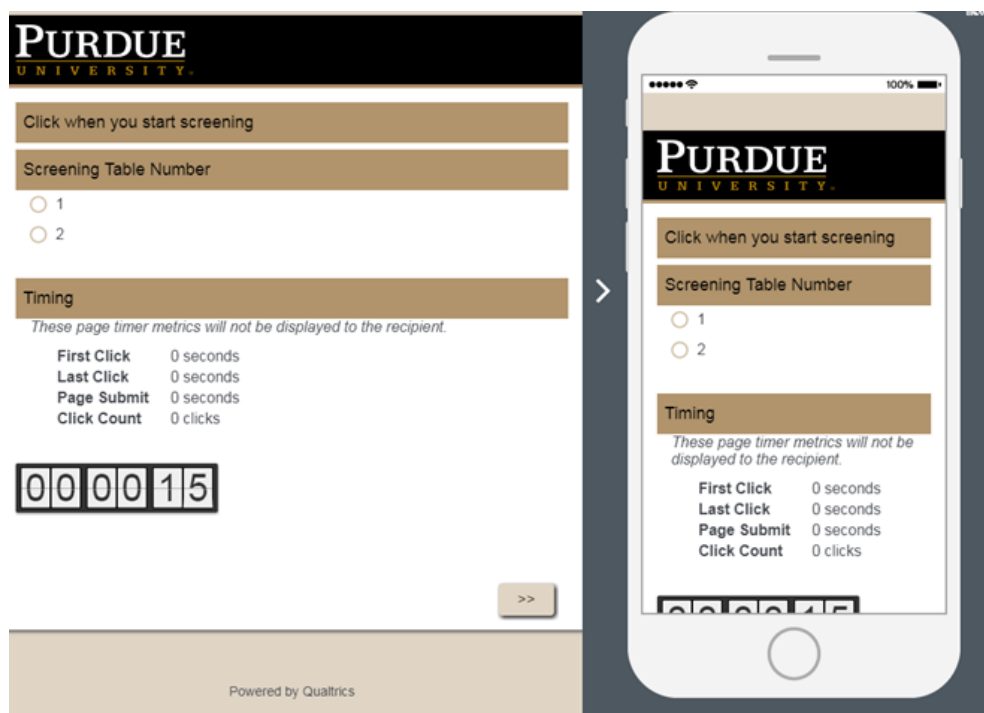 PURDUE
UNIVERSITY.
Click when you start screening
Screening Table Number
1
2
Timing
These page timer metrics will not be displayed to the recipient.
First Click 0 seconds
Last Click 0 seconds
Page Submit 0 seconds
Click Count 0 clicks
000015
>>
Powered by Qualtrics
100%
PURDUE
UNIVERSITY.
Click when you start screening
Screening Table Number
1
2
Timing
These page timer metrics will not be
displayed to the recipient.
First Click 0 seconds
Last Click 0 seconds
Page Submit 0 seconds
Click Count 0 clicks
000015